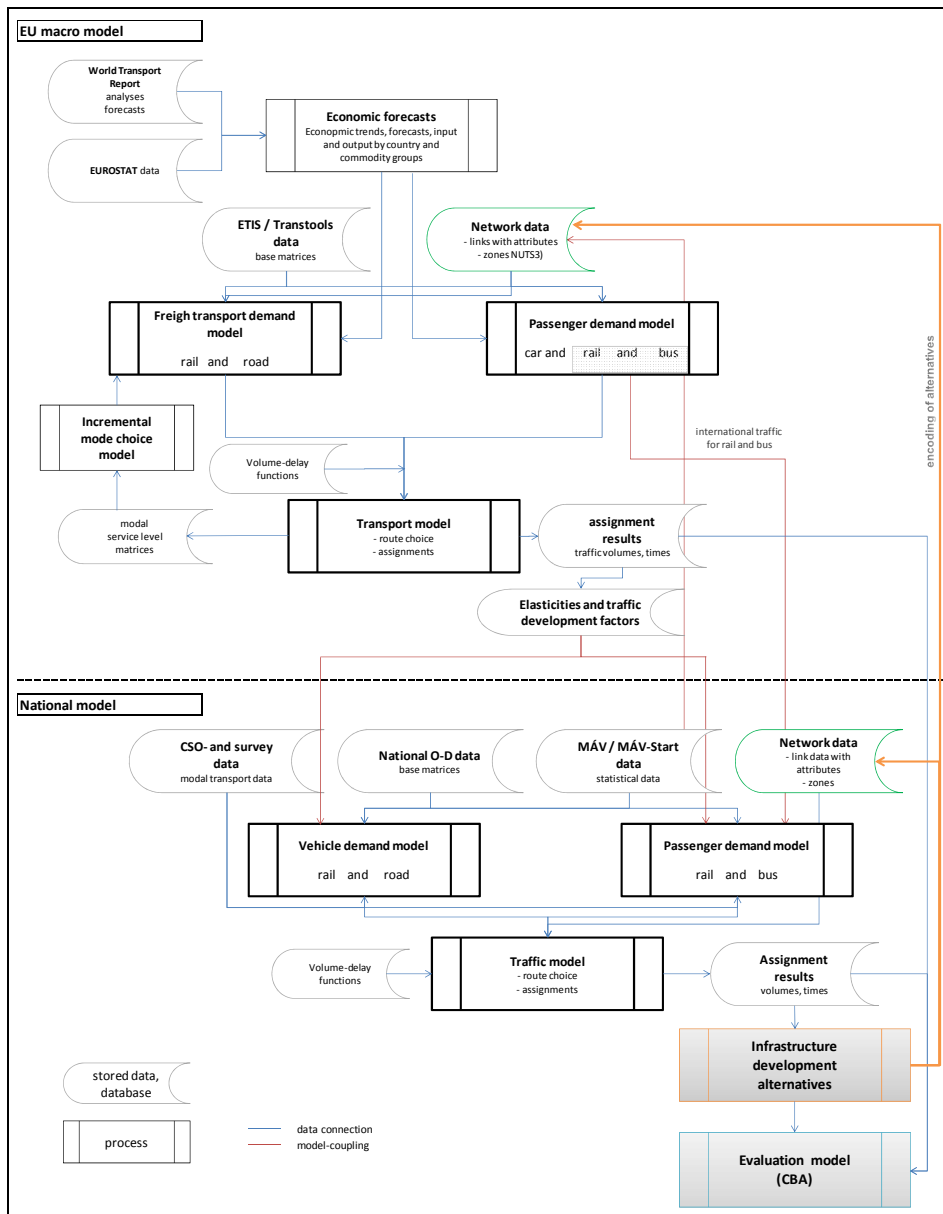 EU macro model
World Transport
Report
analyses
forecasts
EUROSTAT data
Economic forecasts
Econopmic trends, forecasts, input
and output by country and
commodity groups
ETIS / Transtools
data
base matrices
Network data
- links with attributes
- zones NUTS3)
Freigh transport demand
model
rail and road
Passenger demand model
car and rail and bus
encoding of alternatives
Incremental
mode choice
model
international traffic
for rail and bus
Volume-delay
functions
modal
service level
matrices
Transport model
- route choice
- assignments
assignment
results
traffic volumes, times
Elasticities and traffic
development factors
National model
CSO- and survey
data
modal transport data
National O-D data
base matrices
MÁV / MÁV-Start
data
statistical data
Network data
- link data with
attributes
- zones
Vehicle demand model
rail and road
Passenger demand model
rail and bus
Volume-delay
functions
Traffic model
- route choice
- assignments
Assignment
results
volumes, times
Infrastructure
development
alternatives
stored data,
database
process
data connection
model-coupling
Evaluation model
(CBA)